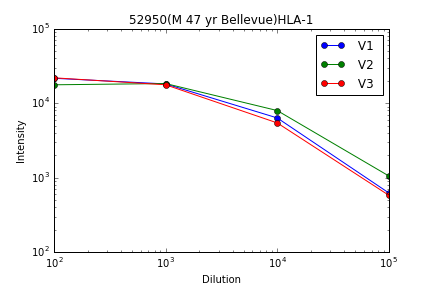 52950(M 47 yr Bellevue)HLA-1
10^5
10^4
10^3
10^2
Intensity
V1
V2
V3
10^2
10^3
10^4
10^5
Dilution